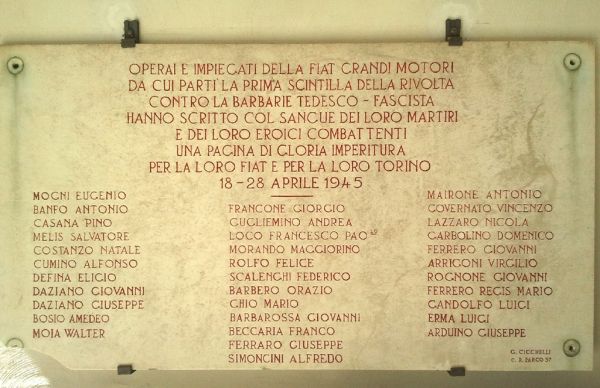 OPERAI E IMPIEGATI DELLA FIAT GRANDI MOTORI
DA CUI PARTÌ LA PRIMA SCINTILLA DELLA RIVOLTA
CONTRO LA BARBARIE TEDESCO - FASCISTA
HANNO SCRITTO COL SANGUE DEI LORO MARTIRI
E DEI LORO EROICI COMBATTENTI
UNA PAGINA DI GLORIA IMPERITURA
PER LA LORO FIAT E PER LA LORO TORINO
18 - 28 APRILE 1945
MOGNI EUGENIO
BANFO ANTONIO
CASANA PINO
MELIS SALVATORE
COSTANZO NATALE
CUMINO ALFONSO
DEFINA ELIGIO
DAZIANO GIOVANNI
DAZIANO GIUSEPPE
BOSIO AMEDEO
MOIA WALTER
FRANCONE GIORGIO
GUGLIEMINO ANDREA
LOCO FRANCESCO PAOLO
MORANDO MAGGIORINO
ROLFO FELICE
SCALENGHI FEDERICO
BARBERO ORAZIO
GHIO MARIO
BARBAROSSA GIOVANNI
BECCARIA FRANCO
FERRARO GIUSEPPE
SIMONCINI ALFREDO
MAIRONE ANTONIO
GOVERNATO VINCENZO
LAZZARO NICOLA
GARBOLINO DOMENICO
FERRERO GIOVANNI
ARRIGONI VIRGILIO
ROGNONE GIOVANNI
FERRERO REGIS MARIO
GANDOLFO LUIGI
ERMA LUIGI
ARDUINO GIUSEPPE
G. CICCHELLI
C. R. PARCO 57